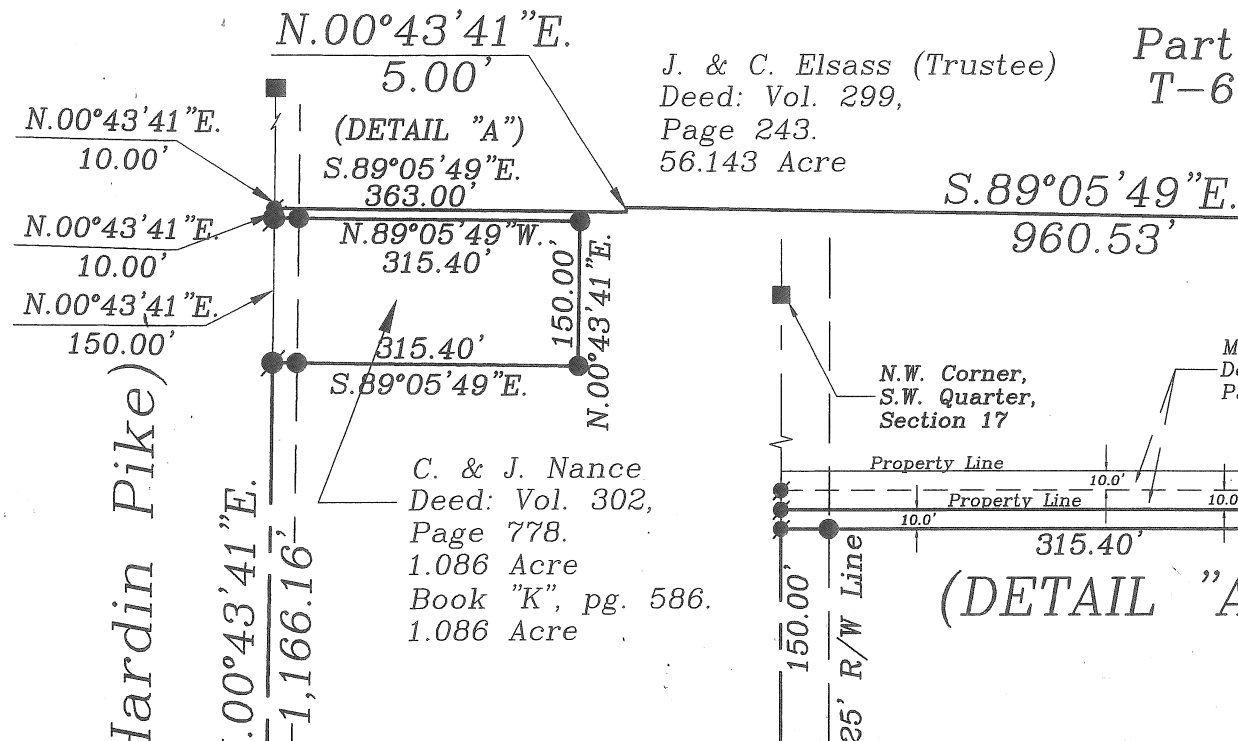 N.00°43'41"E.
5.00'
J. & C. Elsass (Trustee)
Deed: Vol. 299,
Page 243.
56.143 Acre
Part
T-6
N.00°43'41"E.
10.00'
(DETAIL "A")
S.89°05'49"E.
363.00'
S.89°05'49"E.
960.53'
N.00°43'41"E.
10.00'
N.89°05'49"W.
315.40'
150.00'
N.00°43'41"E.
N.00°43'41"E.
150.00'
315.40'
S.89°05'49"E.
N.W. Corner,
S.W. Quarter,
Section 17
Hardin Pike)
.00°43'41"E.
1,166.16'
C. & J. Nance
Deed: Vol. 302,
Page 778.
1.086 Acre
Book "K", pg. 586.
1.086 Acre
Property Line
10.0'
Property Line
10.0
10.0'
315.40'
150.00'
25' R/W Line
(DETAIL "A